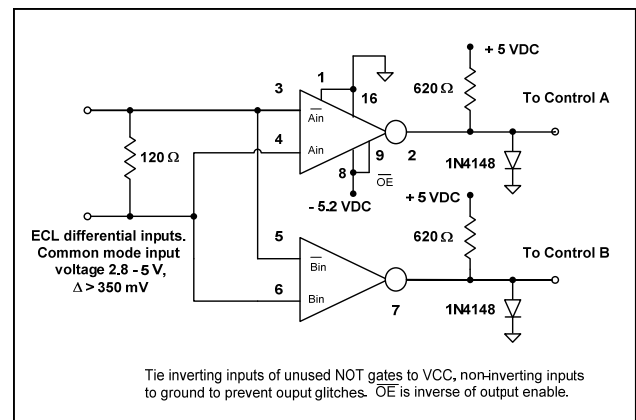 + 5 VDC
1
3
16
620 Ω
To Control A
Ain
4
120 Ω
Ain
2
9
8
OE
1N4148
- 5.2 VDC
+ 5 VDC
ECL differential inputs.
Common mode input
voltage 2.8 - 5 V,
Δ > 350 mV
5
620 Ω
To Control B
Bin
6
Bin
7
1N4148
Tie inverting inputs of unused NOT gates to VCC, non-inverting inputs
to ground to prevent ouput glitches. OE is inverse of output enable.